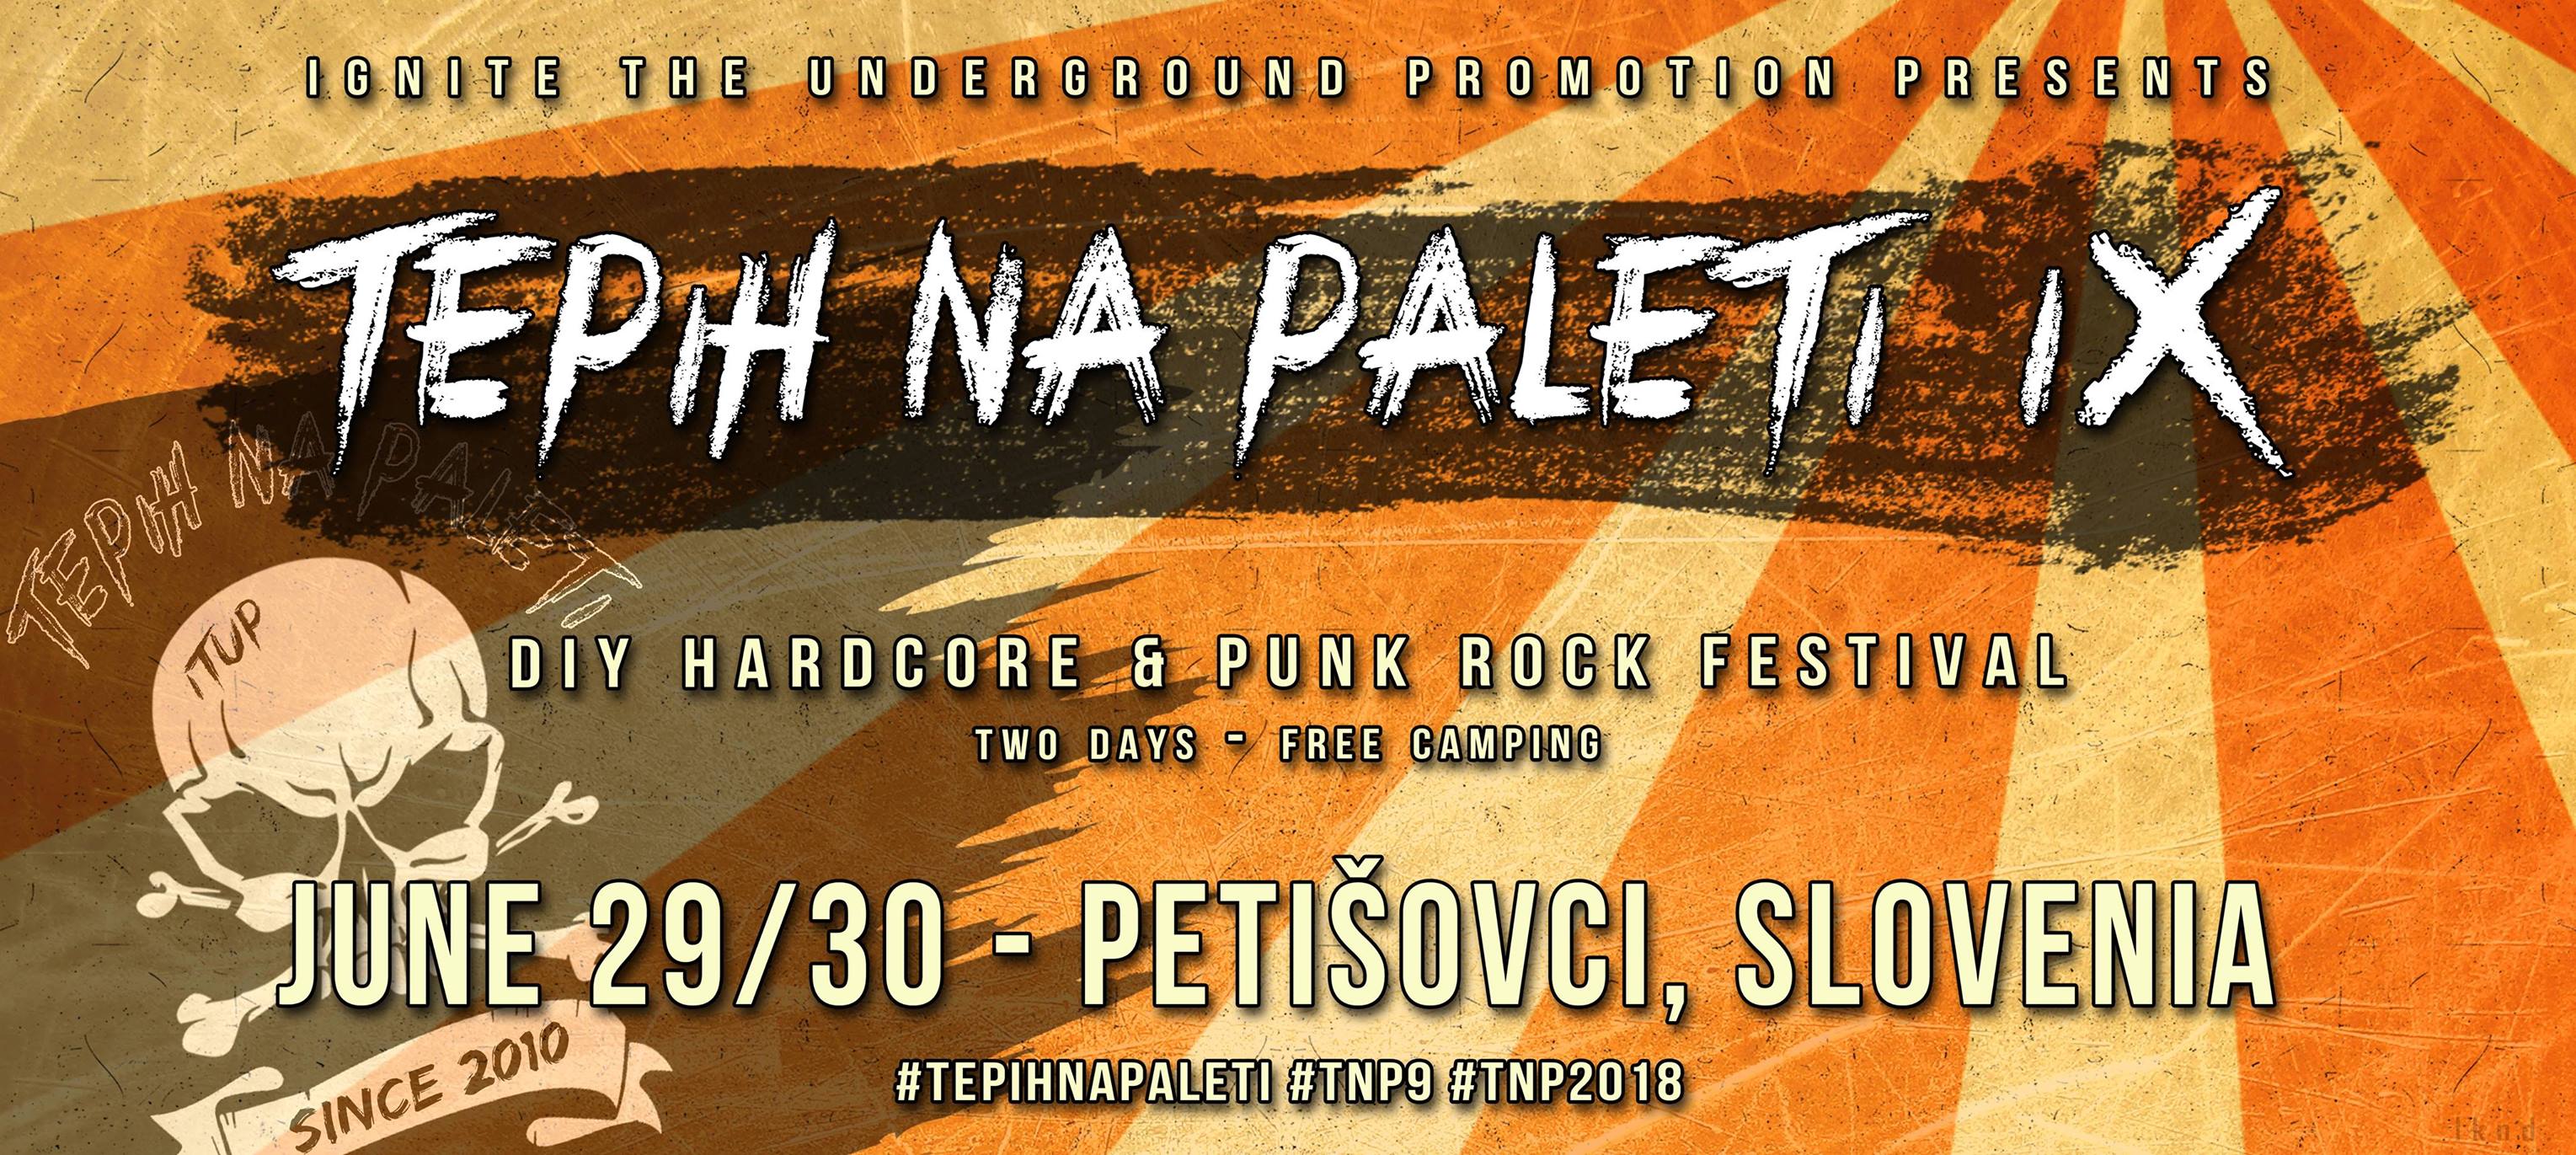 IGNITE THE UNDERGROUND PROMOTION PRESENTS
TEPIH NA PALETI IX
TEPIH NA PALETI
ITUP
DIY HARDCORE & PUNK ROCK FESTIVAL
TWO DAYS - FREE CAMPING
JUNE 29/30 - PETIŠOVCI, SLOVENIA
SINCE 2010
#TEPIHNAPALETI #TNP9 #TNP2018